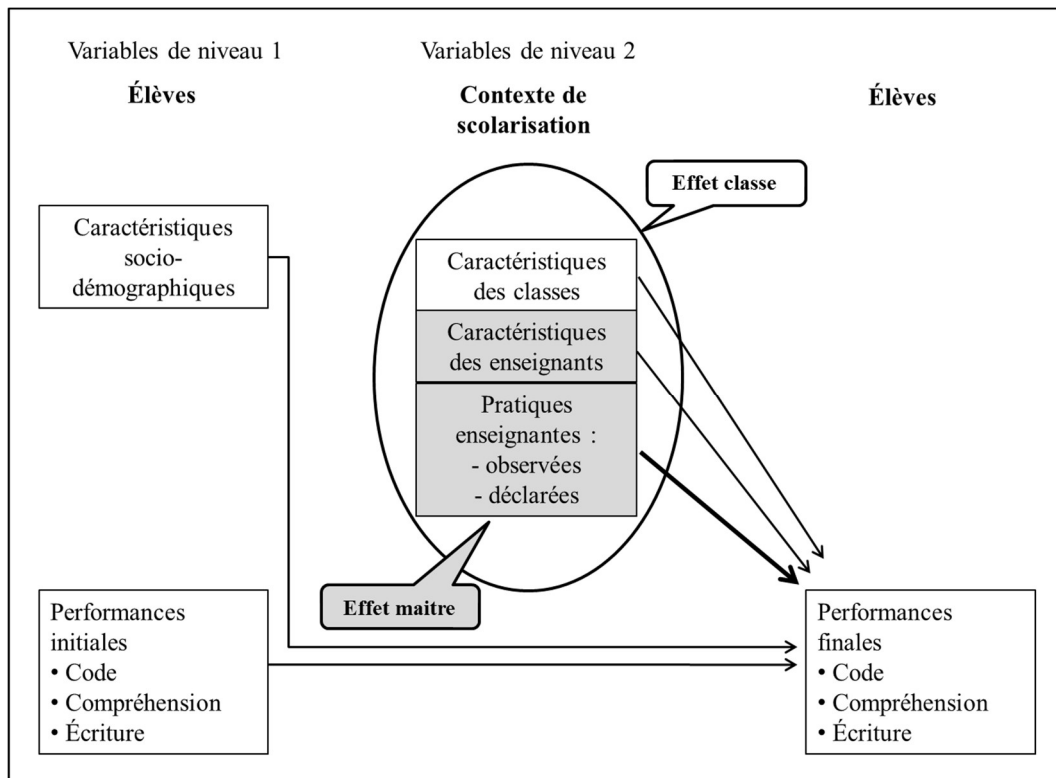 Variables de niveau 1
Élèves
Variables de niveau 2
Contexte de
scolarisation
Élèves
Effet classe
Caractéristiques
socio-
démographiques
Caractéristiques
des classes
Caractéristiques
des enseignants
Pratiques
enseignantes :
- observées
- déclarées
Effet maitre
Performances
initiales
• Code
• Compréhension
• Écriture
Performances
finales
• Code
• Compréhension
• Écriture